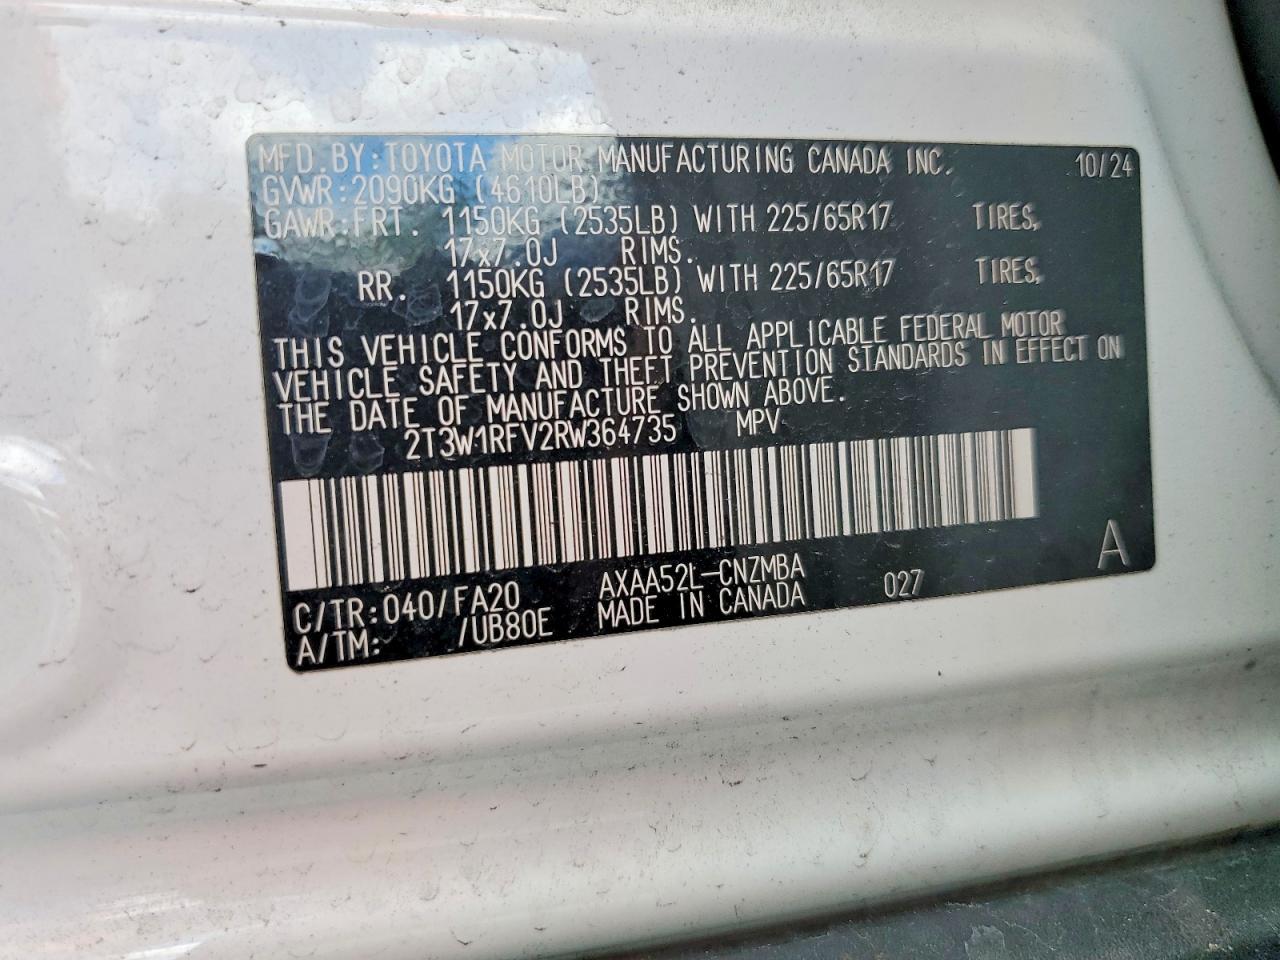 MFD.BY:TOYOTA MOTOR MANUFACTURING CANADA INC. 10/24
GVWR:2090KG (4610LB)
GAWR:FRT. 1150KG (2535LB) WITH 225/65R17 TIRES,
17x7.0J RIMS.
RR. 1150KG (2535LB) WITH 225/65R17 TIRES,
17x7.0J RIMS.
THIS VEHICLE CONFORMS TO ALL APPLICABLE FEDERAL MOTOR
VEHICLE SAFETY AND THEFT PREVENTION STANDARDS IN EFFECT ON
THE DATE OF MANUFACTURE SHOWN ABOVE.
2T3W1RFV2RW364735 MPV
C/TR:040/FA20 AXAA52L-CNZMBA 027 A
A/TM: /UB80E MADE IN CANADA